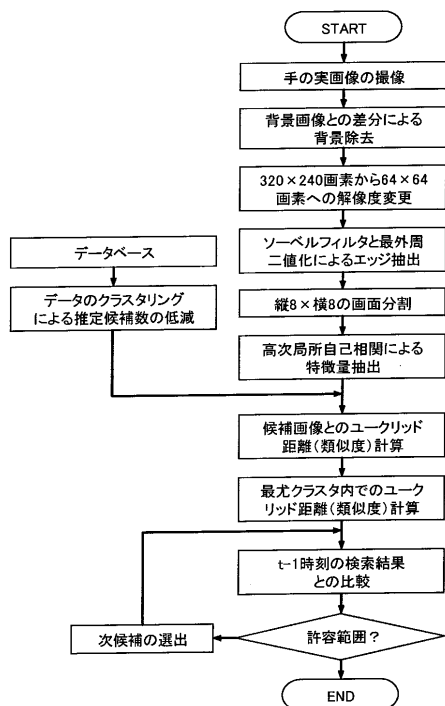 START
手の実画像の撮像
背景画像との差分による
背景除去
320×240画素から64×64
画素への解像度変更
ソーベルフィルタと最外周
二値化によるエッジ抽出
縦8×横8の画面分割
高次局所自己相関による
特徴量抽出
データベース
データのクラスタリング
による推定候補数の低減
候補画像とのユークリッド
距離(類似度)計算
最尤クラスタ内でのユーク
リッド距離(類似度)計算
t-1時刻の検索結果
との比較
許容範囲?
次候補の選出
END